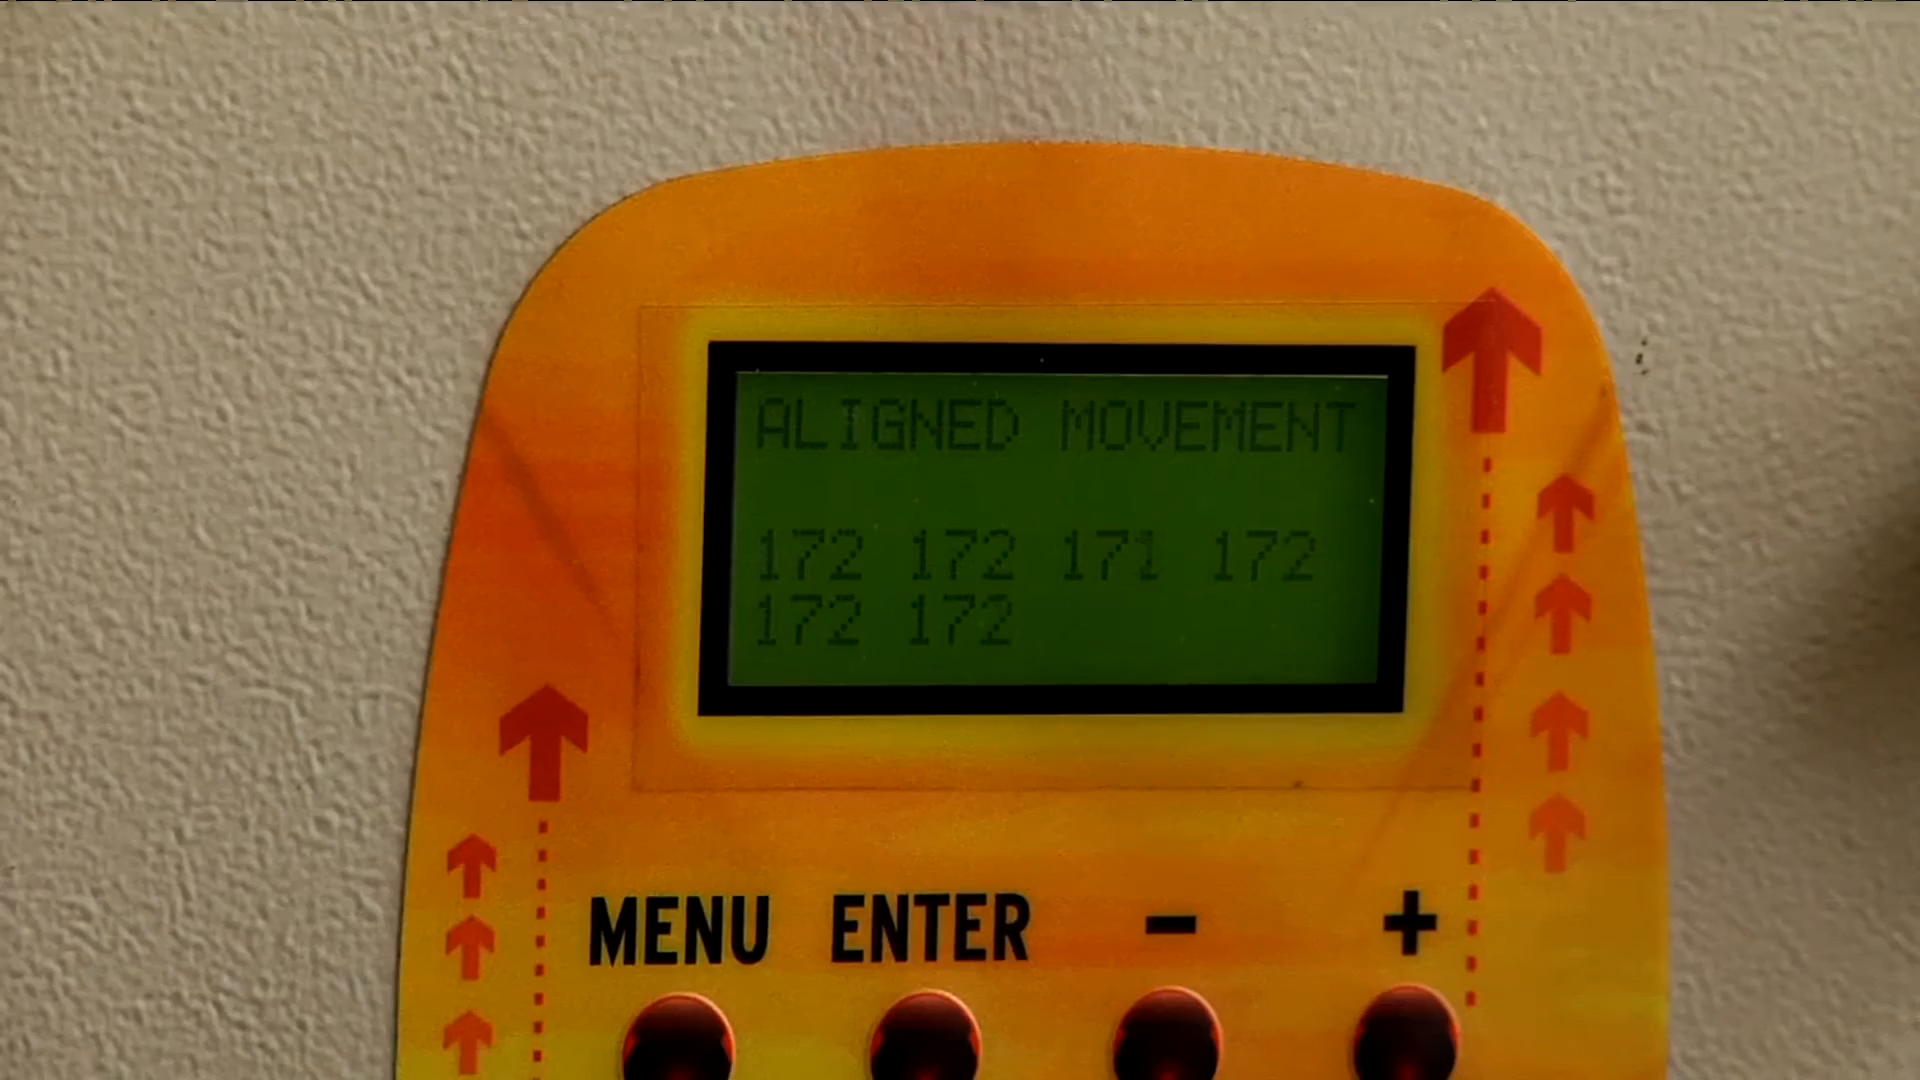 ALIGNED MOVEMENT
172 172 171 172
172 172
MENU ENTER - +